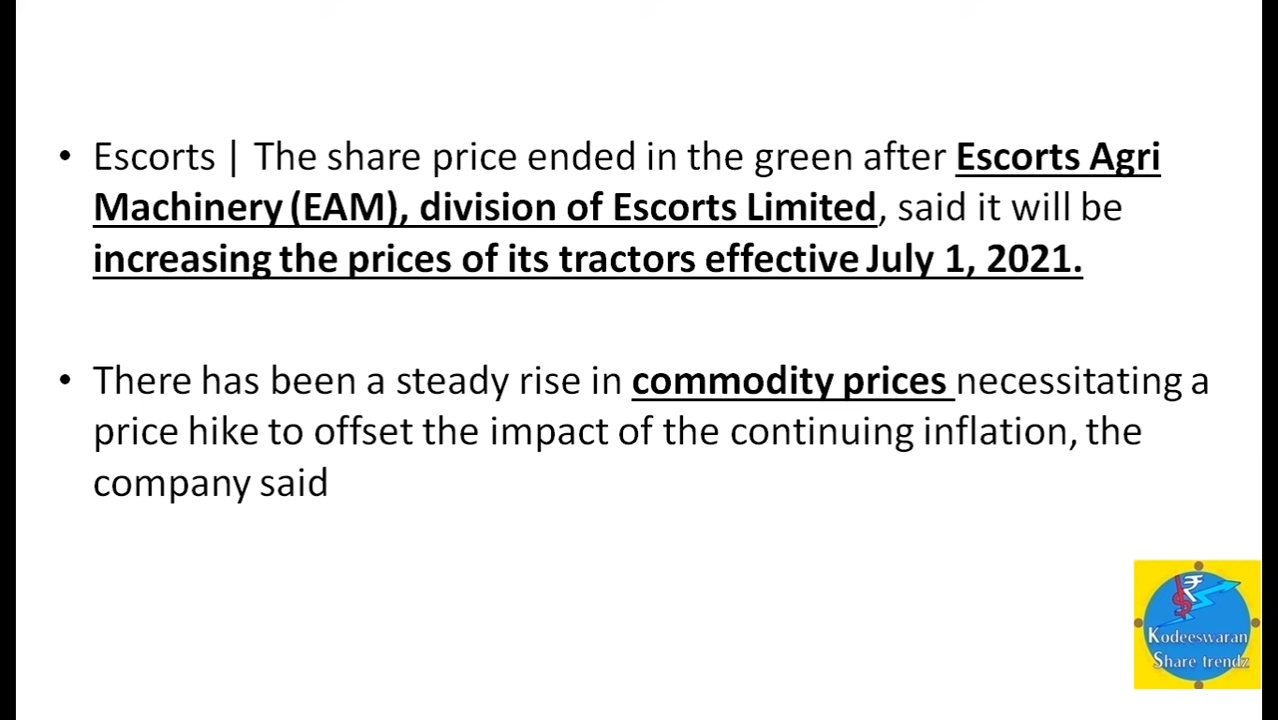 • Escorts | The share price ended in the green after Escorts Agri
Machinery (EAM), division of Escorts Limited, said it will be
increasing the prices of its tractors effective July 1, 2021.
• There has been a steady rise in commodity prices necessitating a
price hike to offset the impact of the continuing inflation, the
company said
₹
Kodeeswaran
Share trendz